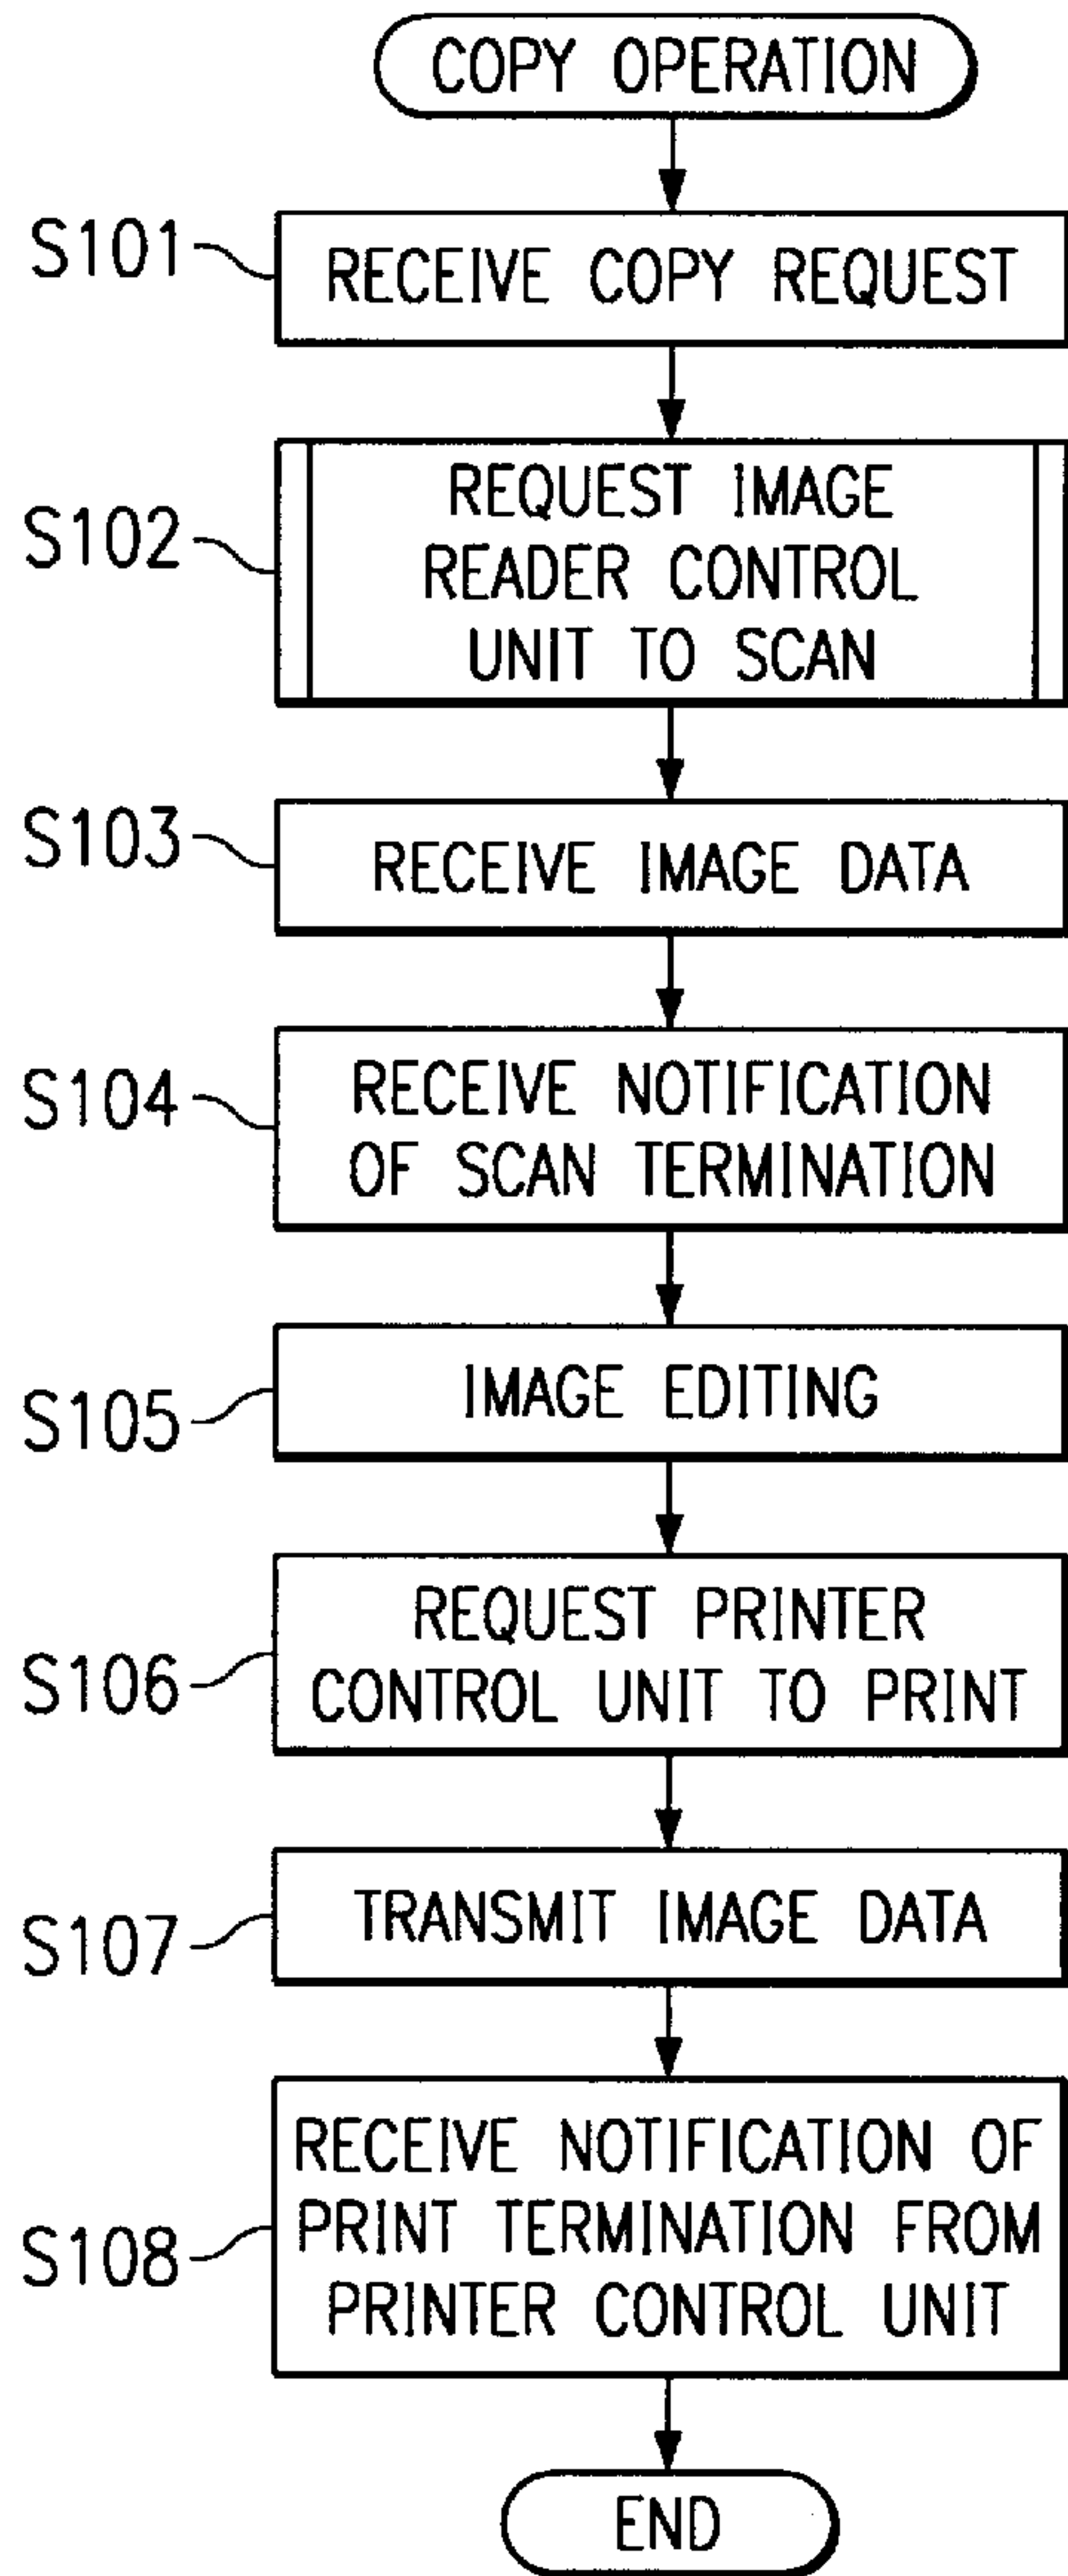 COPY OPERATION
S101
RECEIVE COPY REQUEST
S102
REQUEST IMAGE
READER CONTROL
UNIT TO SCAN
S103
RECEIVE IMAGE DATA
S104
RECEIVE NOTIFICATION
OF SCAN TERMINATION
S105
IMAGE EDITING
S106
REQUEST PRINTER
CONTROL UNIT TO PRINT
S107
TRANSMIT IMAGE DATA
S108
RECEIVE NOTIFICATION OF
PRINT TERMINATION FROM
PRINTER CONTROL UNIT
END